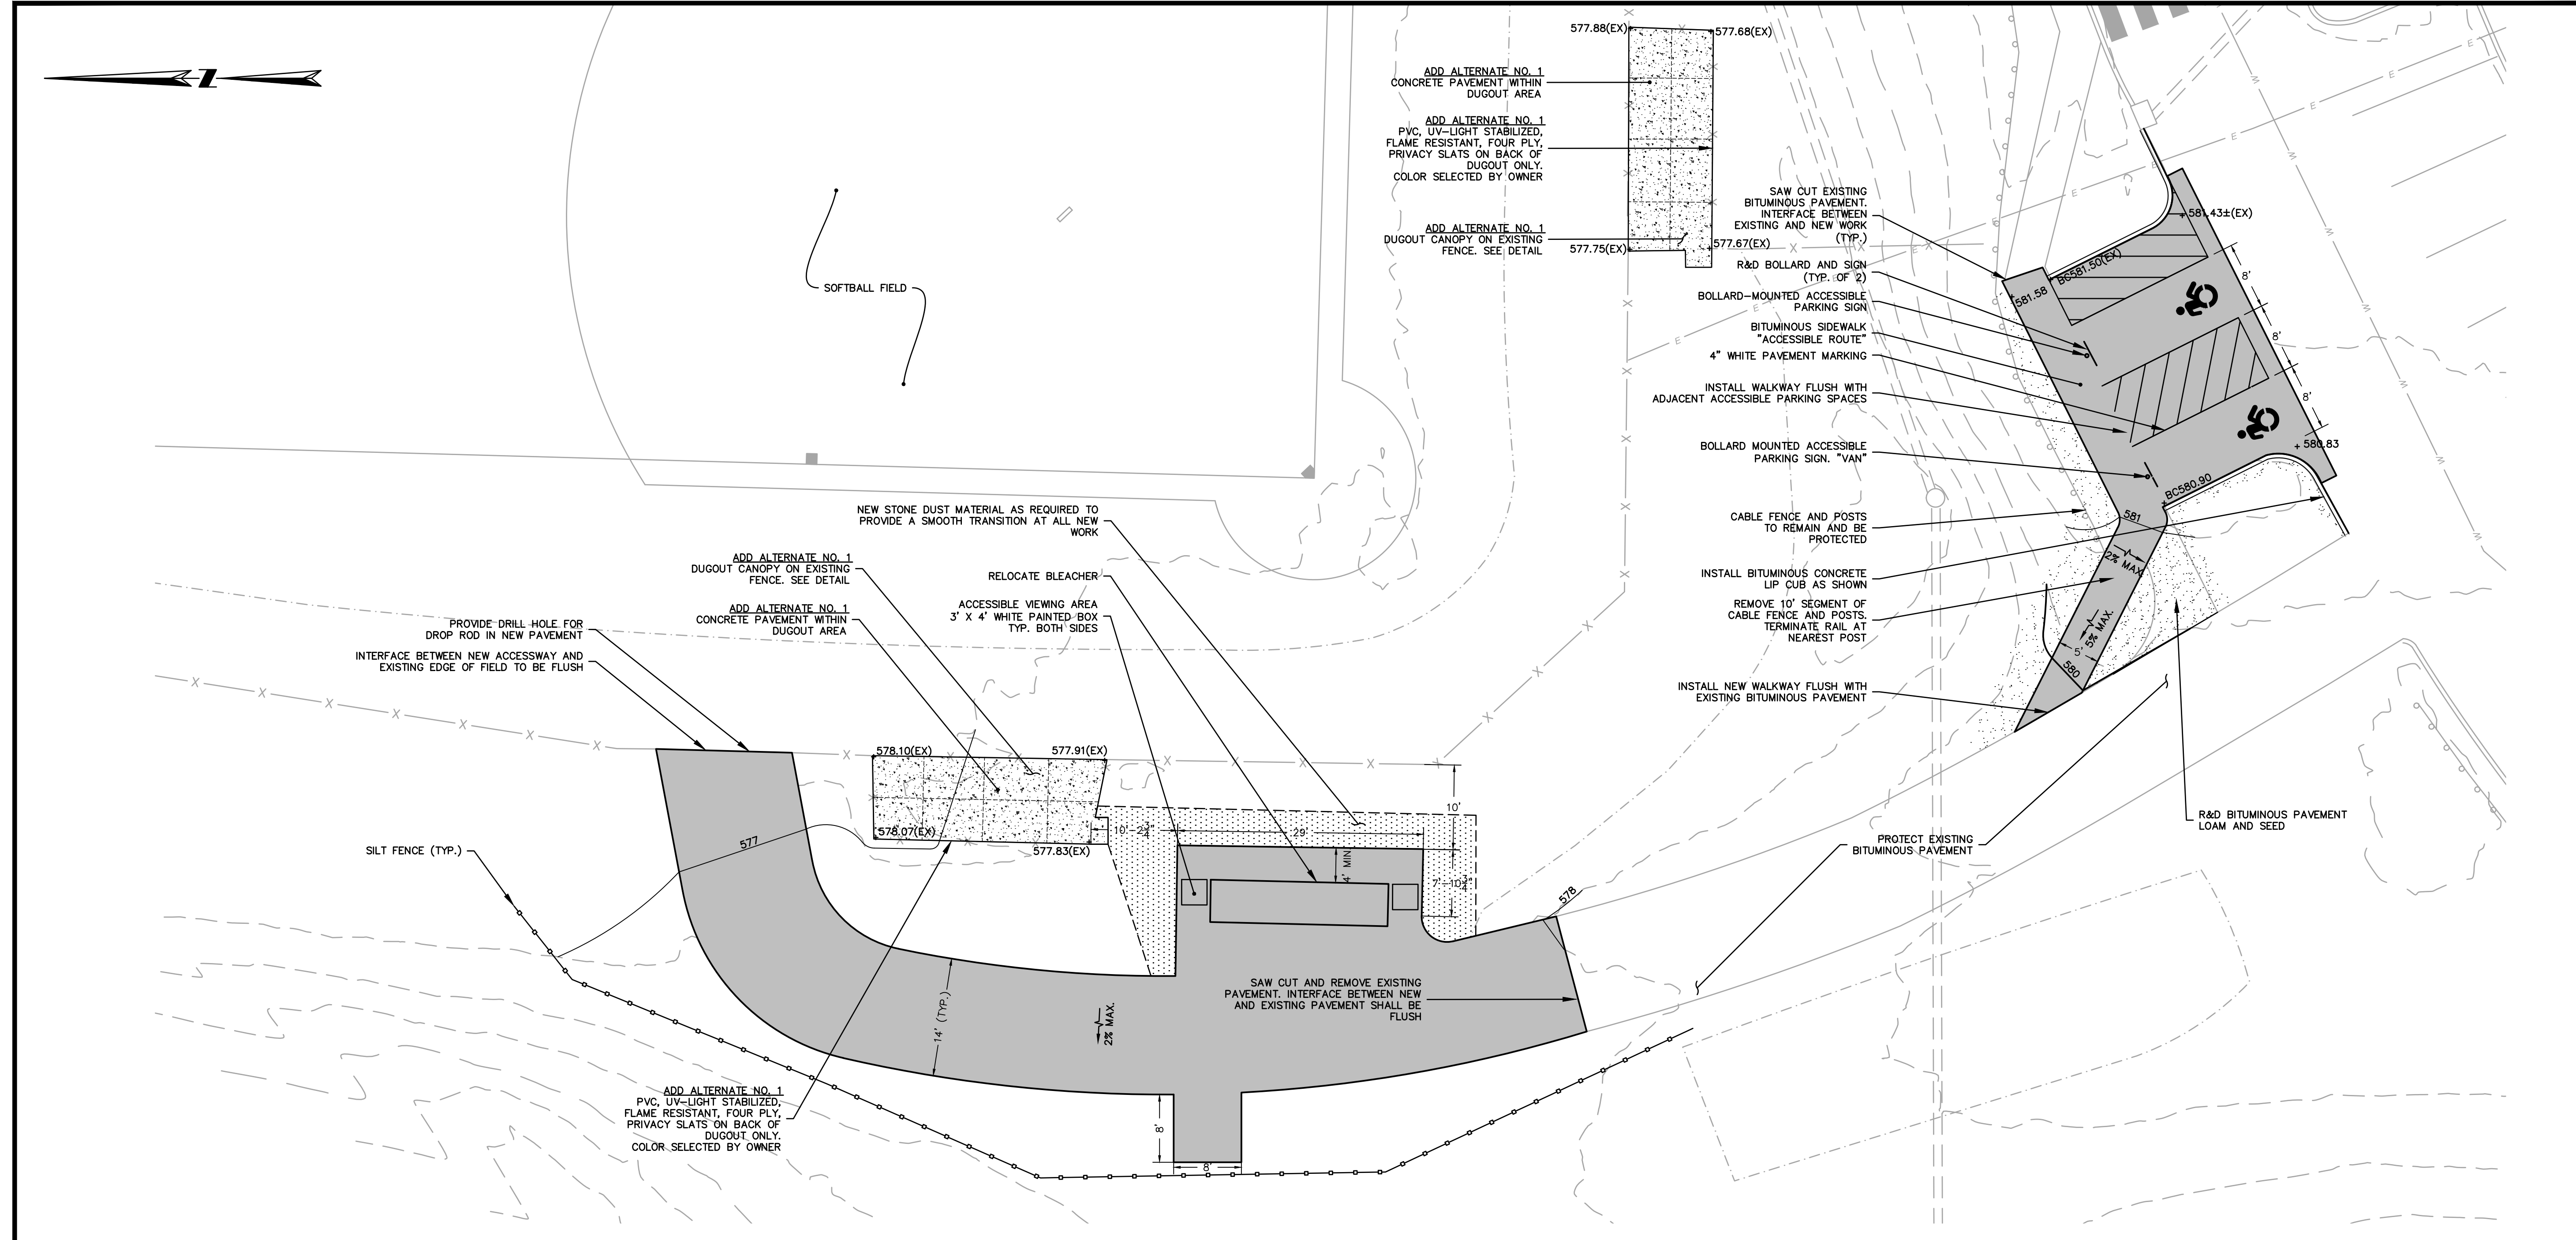 Z
577.88(EX)
577.68(EX)
ADD ALTERNATE NO. 1
CONCRETE PAVEMENT WITHIN
DUGOUT AREA
ADD ALTERNATE NO. 1
PVC, UV-LIGHT STABILIZED,
FLAME RESISTANT, FOUR PLY,
PRIVACY SLATS ON BACK OF
DUGOUT ONLY.
COLOR SELECTED BY OWNER
ADD ALTERNATE NO. 1
DUGOUT CANOPY ON EXISTING
FENCE. SEE DETAIL
577.75(EX)
577.67(EX)
SOFTBALL FIELD
SAW CUT EXISTING
BITUMINOUS PAVEMENT.
INTERFACE BETWEEN
EXISTING AND NEW WORK
(TYP.)
R&D BOLLARD AND SIGN
(TYP. OF 2)
BOLLARD-MOUNTED ACCESSIBLE
PARKING SIGN
BITUMINOUS SIDEWALK
"ACCESSIBLE ROUTE"
4" WHITE PAVEMENT MARKING
INSTALL WALKWAY FLUSH WITH
ADJACENT ACCESSIBLE PARKING SPACES
BOLLARD MOUNTED ACCESSIBLE
PARKING SIGN. "VAN"
CABLE FENCE AND POSTS
TO REMAIN AND BE
PROTECTED
INSTALL BITUMINOUS CONCRETE
LIP CUB AS SHOWN
REMOVE 10' SEGMENT OF
CABLE FENCE AND POSTS.
TERMINATE RAIL AT
NEAREST POST
INSTALL NEW WALKWAY FLUSH WITH
EXISTING BITUMINOUS PAVEMENT
581.43±(EX)
BC581.50(EX)
581.58
8'
8'
8'
580.83
BC580.90
581
2% MAX.
5% MAX.
5'
580
R&D BITUMINOUS PAVEMENT
LOAM AND SEED
PROTECT EXISTING
BITUMINOUS PAVEMENT
NEW STONE DUST MATERIAL AS REQUIRED TO
PROVIDE A SMOOTH TRANSITION AT ALL NEW
WORK
ADD ALTERNATE NO. 1
DUGOUT CANOPY ON EXISTING
FENCE. SEE DETAIL
RELOCATE BLEACHER
ADD ALTERNATE NO. 1
CONCRETE PAVEMENT WITHIN
DUGOUT AREA
ACCESSIBLE VIEWING AREA
3' X 4' WHITE PAINTED BOX
TYP. BOTH SIDES
PROVIDE DRILL HOLE FOR
DROP ROD IN NEW PAVEMENT
INTERFACE BETWEEN NEW ACCESSWAY AND
EXISTING EDGE OF FIELD TO BE FLUSH
578.10(EX)
577.91(EX)
578.07(EX)
577.83(EX)
29'
10'
4' MIN.
577
578
SILT FENCE (TYP.)
SAW CUT AND REMOVE EXISTING
PAVEMENT. INTERFACE BETWEEN NEW
AND EXISTING PAVEMENT SHALL BE
FLUSH
14' (TYP.)
2% MAX.
ADD ALTERNATE NO. 1
PVC, UV-LIGHT STABILIZED,
FLAME RESISTANT, FOUR PLY,
PRIVACY SLATS ON BACK OF
DUGOUT ONLY.
COLOR SELECTED BY OWNER
8'
8'